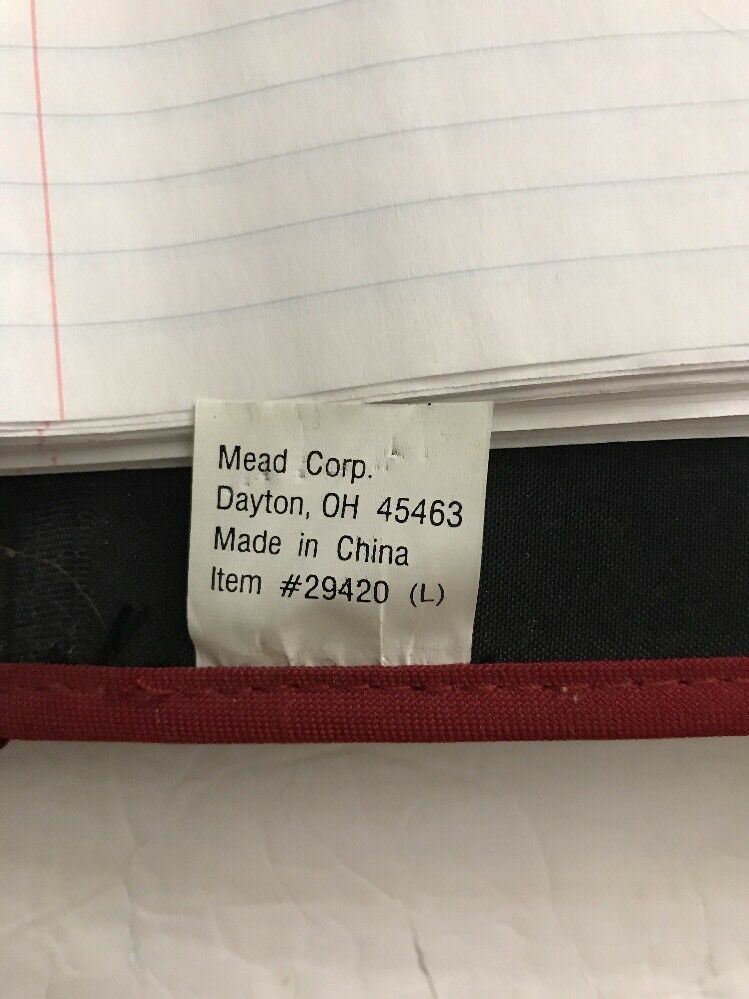 Mead Corp.
Dayton, OH 45463
Made in China
Item #29420 (L)